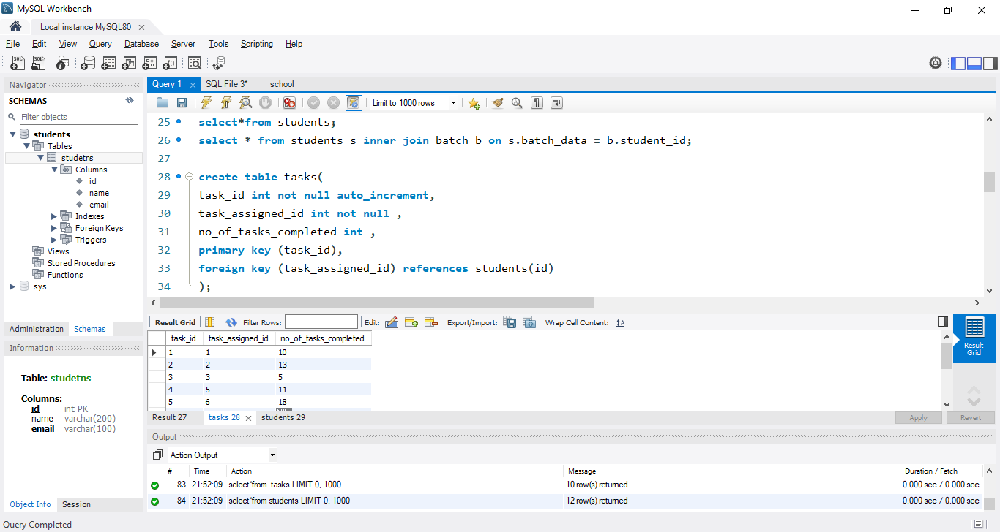 MySQL Workbench
Local instance MySQL80
File Edit View Query Database Server Tools Scripting Help
Navigator
SCHEMAS
Filter objects
students
Tables
studetns
Columns
id
name
email
Indexes
Foreign Keys
Triggers
Views
Stored Procedures
Functions
sys
Administration Schemas
Information
Table: studetns
Columns:
id int PK
name varchar(200)
email varchar(100)
Object Info Session
Query 1 SQL File 3* school
Limit to 1000 rows
25 select*from students;
26 select * from students s inner join batch b on s.batch_data = b.student_id;
27
28 create table tasks(
29 task_id int not null auto_increment,
30 task_assigned_id int not null ,
31 no_of_tasks_completed int ,
32 primary key (task_id),
33 foreign key (task_assigned_id) references students(id)
34 );
Result Grid Filter Rows: Edit: Export/Import: Wrap Cell Content:
task_id task_assigned_id no_of_tasks_completed
1 1 10
2 2 13
3 3 5
4 5 11
5 6 18
Result Grid
Result 27 tasks 28 students 29 Apply Revert
Output
Action Output
# Time Action Message Duration / Fetch
83 21:52:09 select*from tasks LIMIT 0, 1000 10 row(s) returned 0.000 sec / 0.000 sec
84 21:52:09 select*from students LIMIT 0, 1000 12 row(s) returned 0.000 sec / 0.000 sec
Query Completed